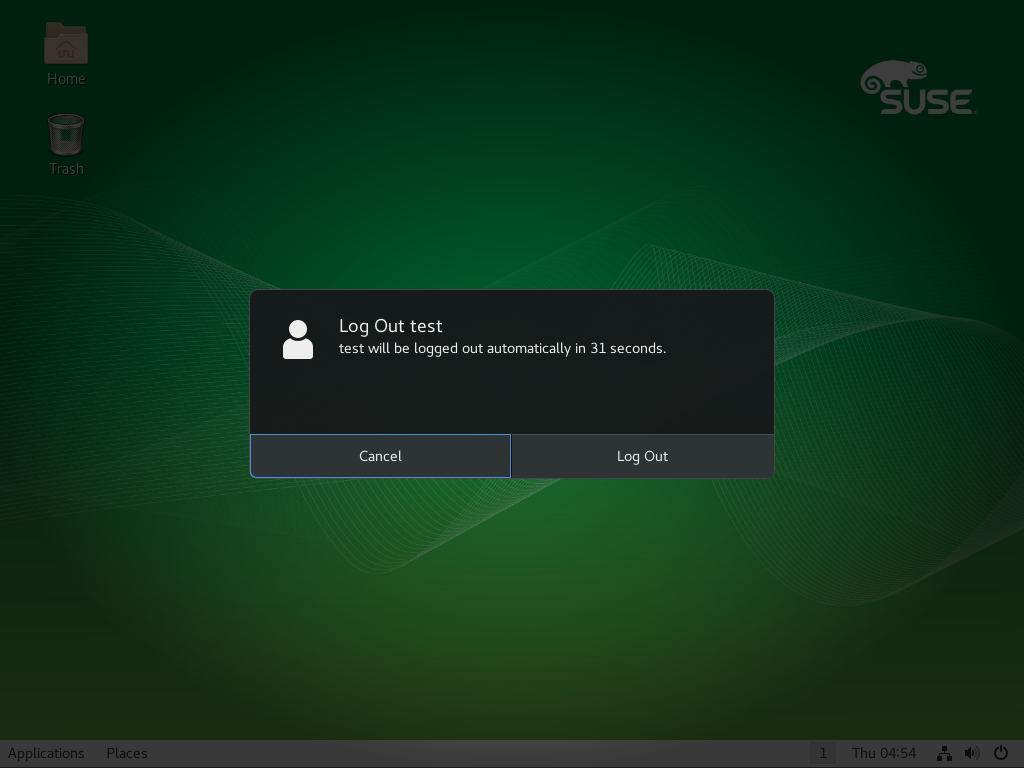 Home
SUSE
Trash
Log Out test
test will be logged out automatically in 31 seconds.
Cancel Log Out
Applications Places 1 Thu 04:54